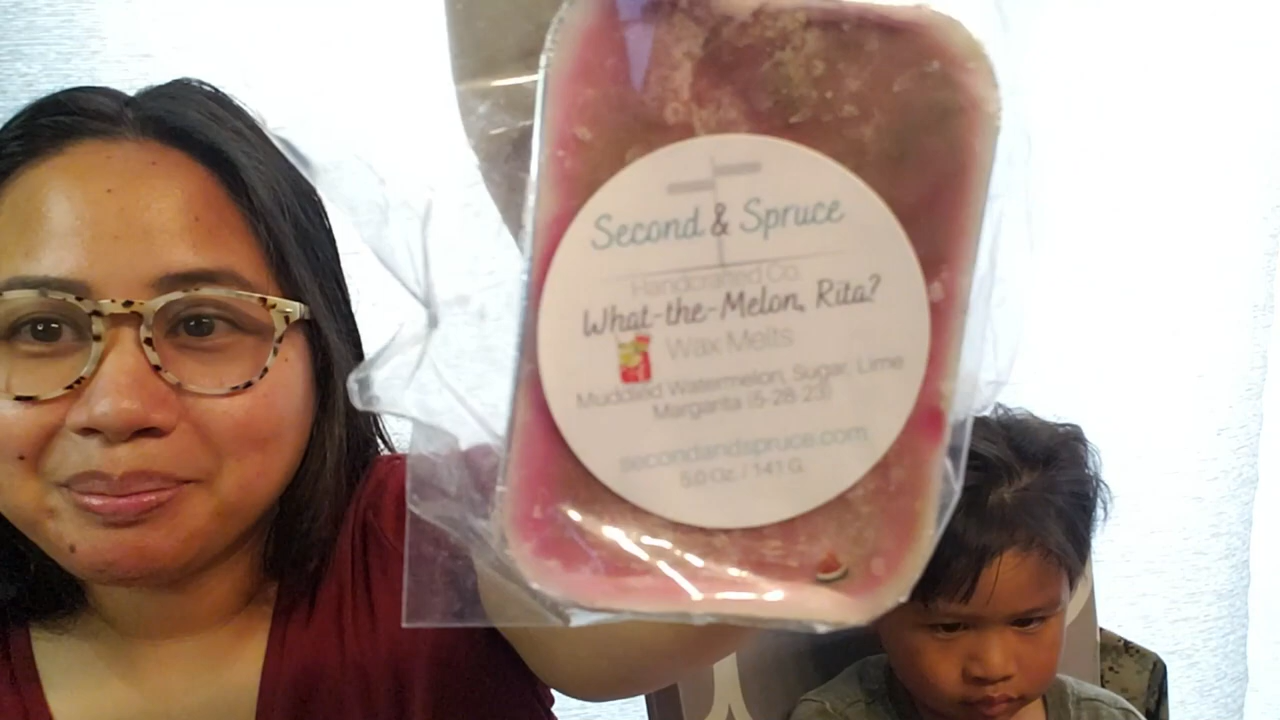 Second & Spruce
Handcrafted Co.
What-the-Melon, Rita?
Wax Melts
Muddled Watermelon, Sugar, Lime
Margarita (5-28-23)
secondandspruce.com
5.0 Oz. / 141 G